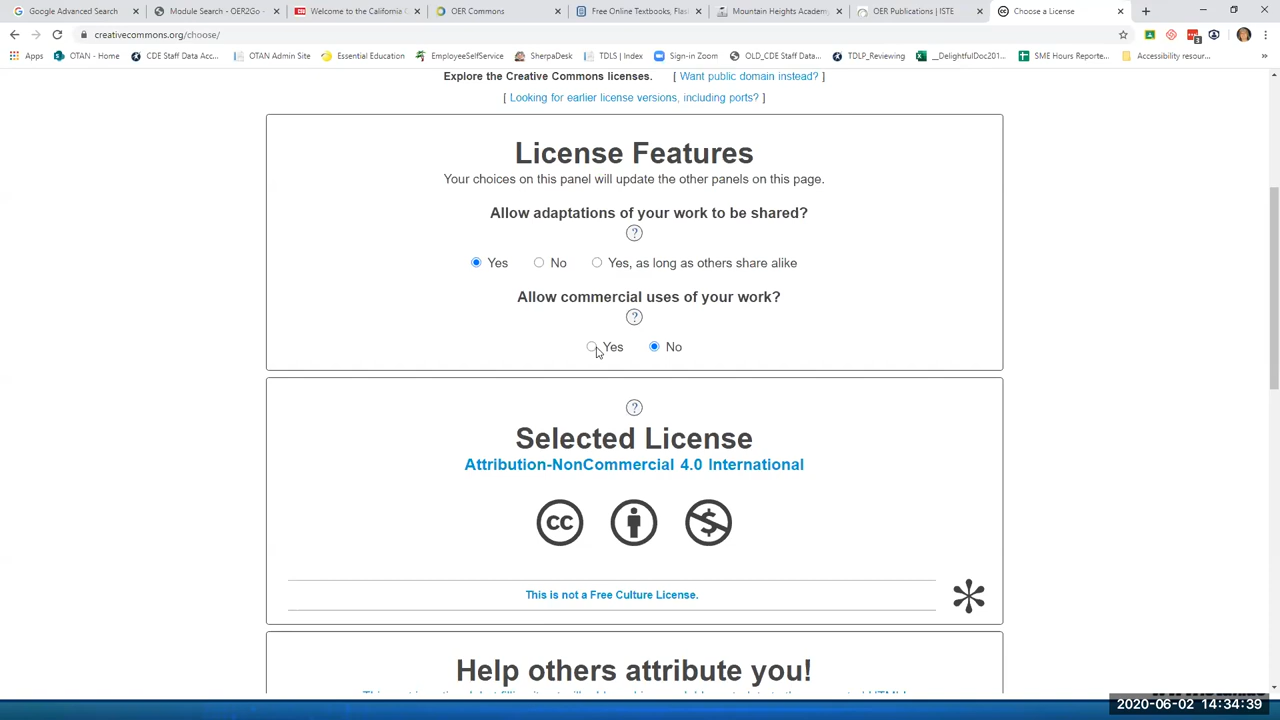 Google Advanced Search
Module Search - OER2Go
Welcome to the California
OER Commons
Free Online Textbooks, Flas
Mountain Heights Academ
OER Publications | ISTE
Choose a License
creativecommons.org/choose/
Apps
OTAN - Home
CDE Staff Data Acc...
OTAN Admin Site
Essential Education
EmployeeSelfService
SherpaDesk
TDLS | Index
Sign-in Zoom
OLD_CDE Staff Data...
TDLP_Reviewing
__DelightfulDoc201...
SME Hours Reporte...
Accessibility resour...
Explore the Creative Commons licenses. [ Want public domain instead? ]
[ Looking for earlier license versions, including ports? ]
License Features
Your choices on this panel will update the other panels on this page.
Allow adaptations of your work to be shared?
?
Yes No Yes, as long as others share alike
Allow commercial uses of your work?
?
Yes No
?
Selected License
Attribution-NonCommercial 4.0 International
cc $
This is not a Free Culture License.
Help others attribute you!
2020-06-02 14:34:39